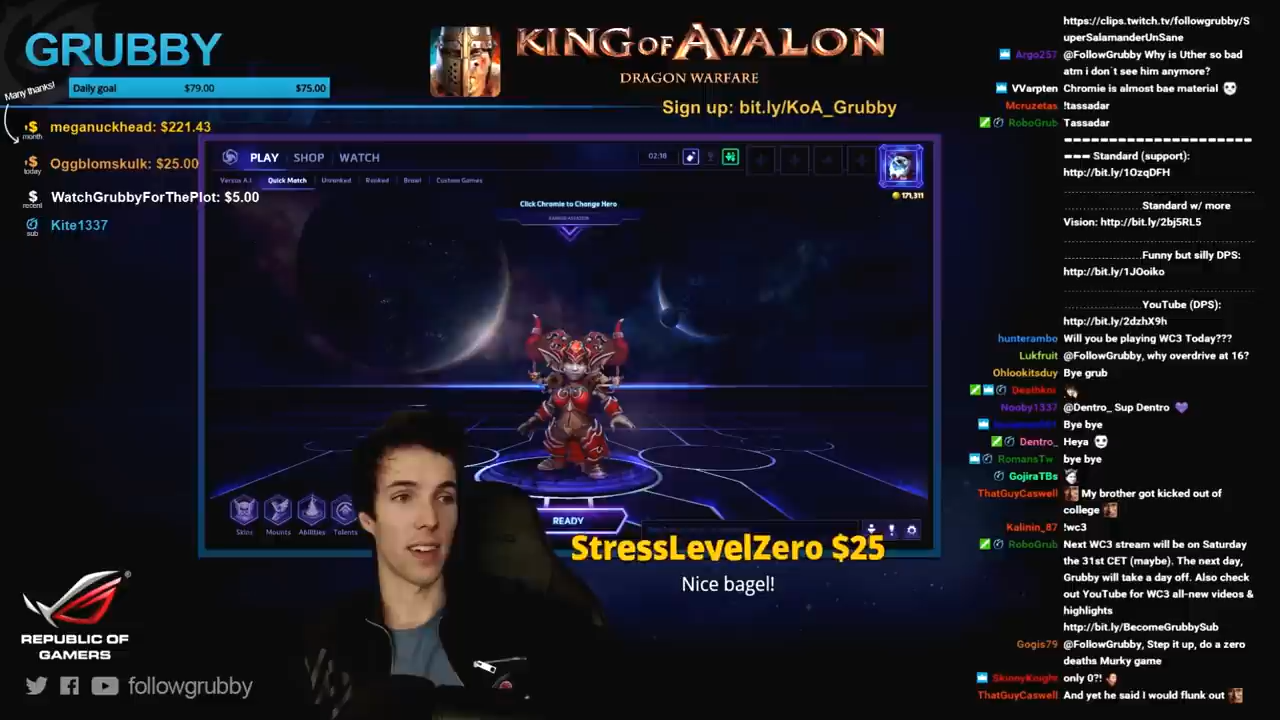 GRUBBY
Many thanks!
Daily goal $79.00 $75.00
$ month meganuckhead: $221.43
$ today Oggblomskulk: $25.00
$ recent WatchGrubbyForThePlot: $5.00
sub Kite1337
KING OF AVALON
DRAGON WARFARE
Sign up: bit.ly/KoA_Grubby
PLAY SHOP WATCH
02:18
Versus A.I. Quick Match Unranked Ranked Brawl Custom Games
171,311
Click Chromie to Change Hero
Skins Mounts Abilities Talents
READY
StressLevelZero $25
Nice bagel!
REPUBLIC OF
GAMERS
followgrubby
https://clips.twitch.tv/followgrubby/S
uperSalamanderUnSane
Argo257 @FollowGrubby Why is Uther so bad
atm i don`t see him anymore?
VVarpten Chromie is almost bae material
Mcruzetas !tassadar
RoboGrub Tassadar
=== Standard (support):
http://bit.ly/1OzqDFH
Standard w/ more
Vision: http://bit.ly/2bj5RL5
Funny but silly DPS:
http://bit.ly/1JOoiko
YouTube (DPS):
http://bit.ly/2dzhX9h
hunterambo Will you be playing WC3 Today???
Lukfruit @FollowGrubby, why overdrive at 16?
Ohlookitsduy Bye grub
Deathkni
Nooby1337 @Dentro_ Sup Dentro
Bye bye
Dentro_ Heya
RomansTw bye bye
GojiraTBs
ThatGuyCaswell My brother got kicked out of
college
Kalinin_87 !wc3
RoboGrub Next WC3 stream will be on Saturday
the 31st CET (maybe). The next day,
Grubby will take a day off. Also check
out YouTube for WC3 all-new videos &
highlights
http://bit.ly/BecomeGrubbySub
Gogis79 @FollowGrubby, Step it up, do a zero
deaths Murky game
SkinnyKnight only 0?!
ThatGuyCaswell And yet he said I would flunk out